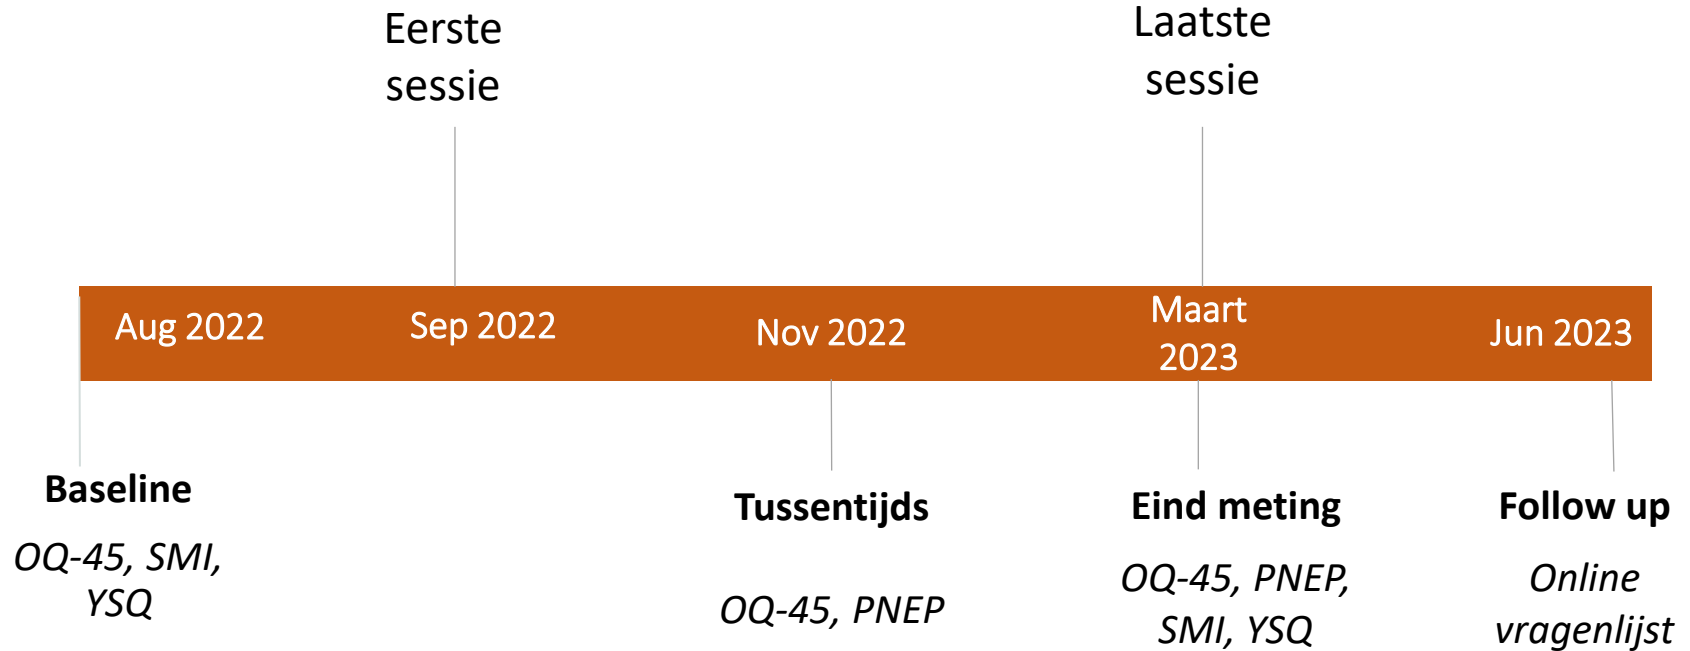 Eerste
sessie
Laatste
sessie
Aug 2022
Sep 2022
Nov 2022
Maart
2023
Jun 2023
Baseline
OQ-45, SMI,
YSQ
Tussentijds
OQ-45, PNEP
Eind meting
OQ-45, PNEP,
SMI, YSQ
Follow up
Online
vragenlijst